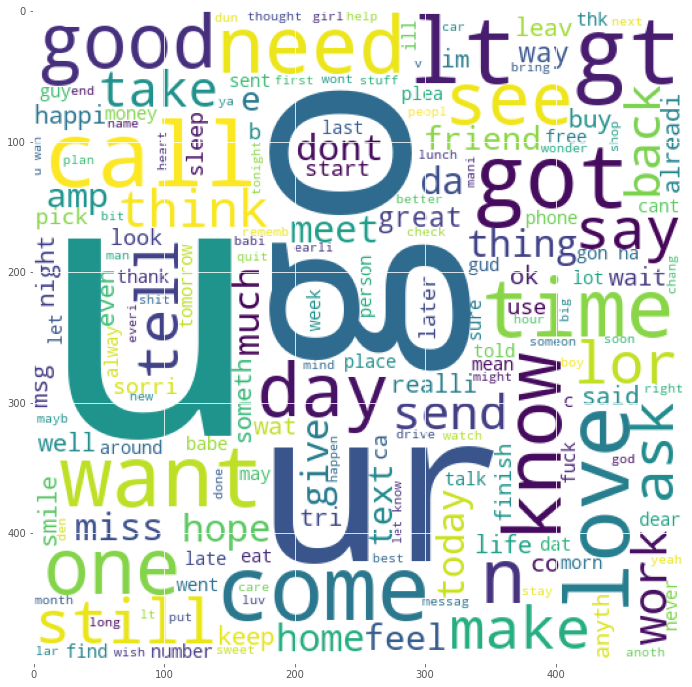 0
good
need
dun
thought
girl
help
ill
v
car
lt
im
leav
way
thk
next
bring
gt
guy
end
take
sent
first
wont
stuff
e
ya
plea
see
peopl
buy
free
shop
wonder
back
alreadi
happi
money
name
100
u wan
call
plan
heart
sleep
b
tonight
go
last
dont
start
lunch
friend
da
mani
better
got
cant
say
amp
think
pick
bit
rememb
meet
great
check
phone
thing
gon na
look
babi
earli
quit
man
thank
night
let
200
even
shit
everi
tell
tomorrow
much
week
person
later
gud
sure
ok
lot
wait
chang
use
hour
big
time
u
alway
sorri
new
msg
someth
mind
place
told
mean
might
someon
boy
soon
lor
realli
right
300
day
mayb
well
around
babe
wat
send
know
c
said
love
ask
god
fuck
give
happen
tri
ca
text
let know
drive
watch
ur
talk
finish
want
done
may
smile
den
miss
hope
today
life
dat
dear
400
one
late
eat
best
n
co
morn
work
yeah
never
went
care
luv
come
messag
stay
month
lt
put
still
long
sweet
keep
home
feel
make
anyth
anoth
lar
find
wish
number
0
100
200
300
400